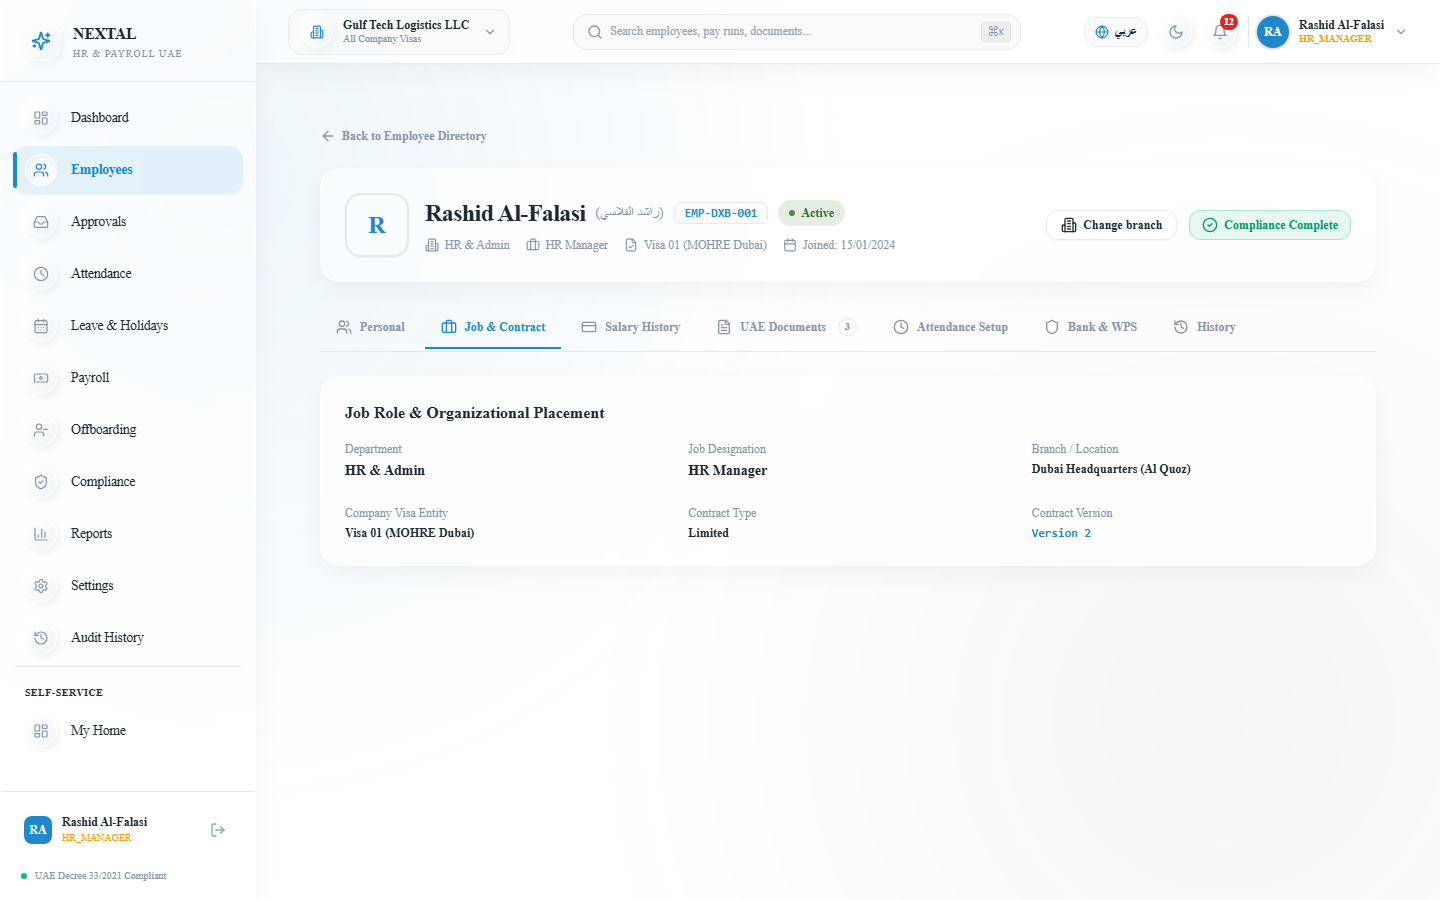 NEXTAL
HR & PAYROLL UAE
Gulf Tech Logistics LLC
All Company Visas
Search employees, pay runs, documents...
⌘K
عربي
12
RA
Rashid Al-Falasi
HR_MANAGER
Dashboard
Employees
Approvals
Attendance
Leave & Holidays
Payroll
Offboarding
Compliance
Reports
Settings
Audit History
SELF-SERVICE
My Home
RA
Rashid Al-Falasi
HR_MANAGER
UAE Decree 33/2021 Compliant
Back to Employee Directory
R
Rashid Al-Falasi (راشد الفلاسي) EMP-DXB-001 Active
HR & Admin HR Manager Visa 01 (MOHRE Dubai) Joined: 15/01/2024
Change branch
Compliance Complete
Personal Job & Contract Salary History UAE Documents 3 Attendance Setup Bank & WPS History
Job Role & Organizational Placement
Department
HR & Admin
Job Designation
HR Manager
Branch / Location
Dubai Headquarters (Al Quoz)
Company Visa Entity
Visa 01 (MOHRE Dubai)
Contract Type
Limited
Contract Version
Version 2